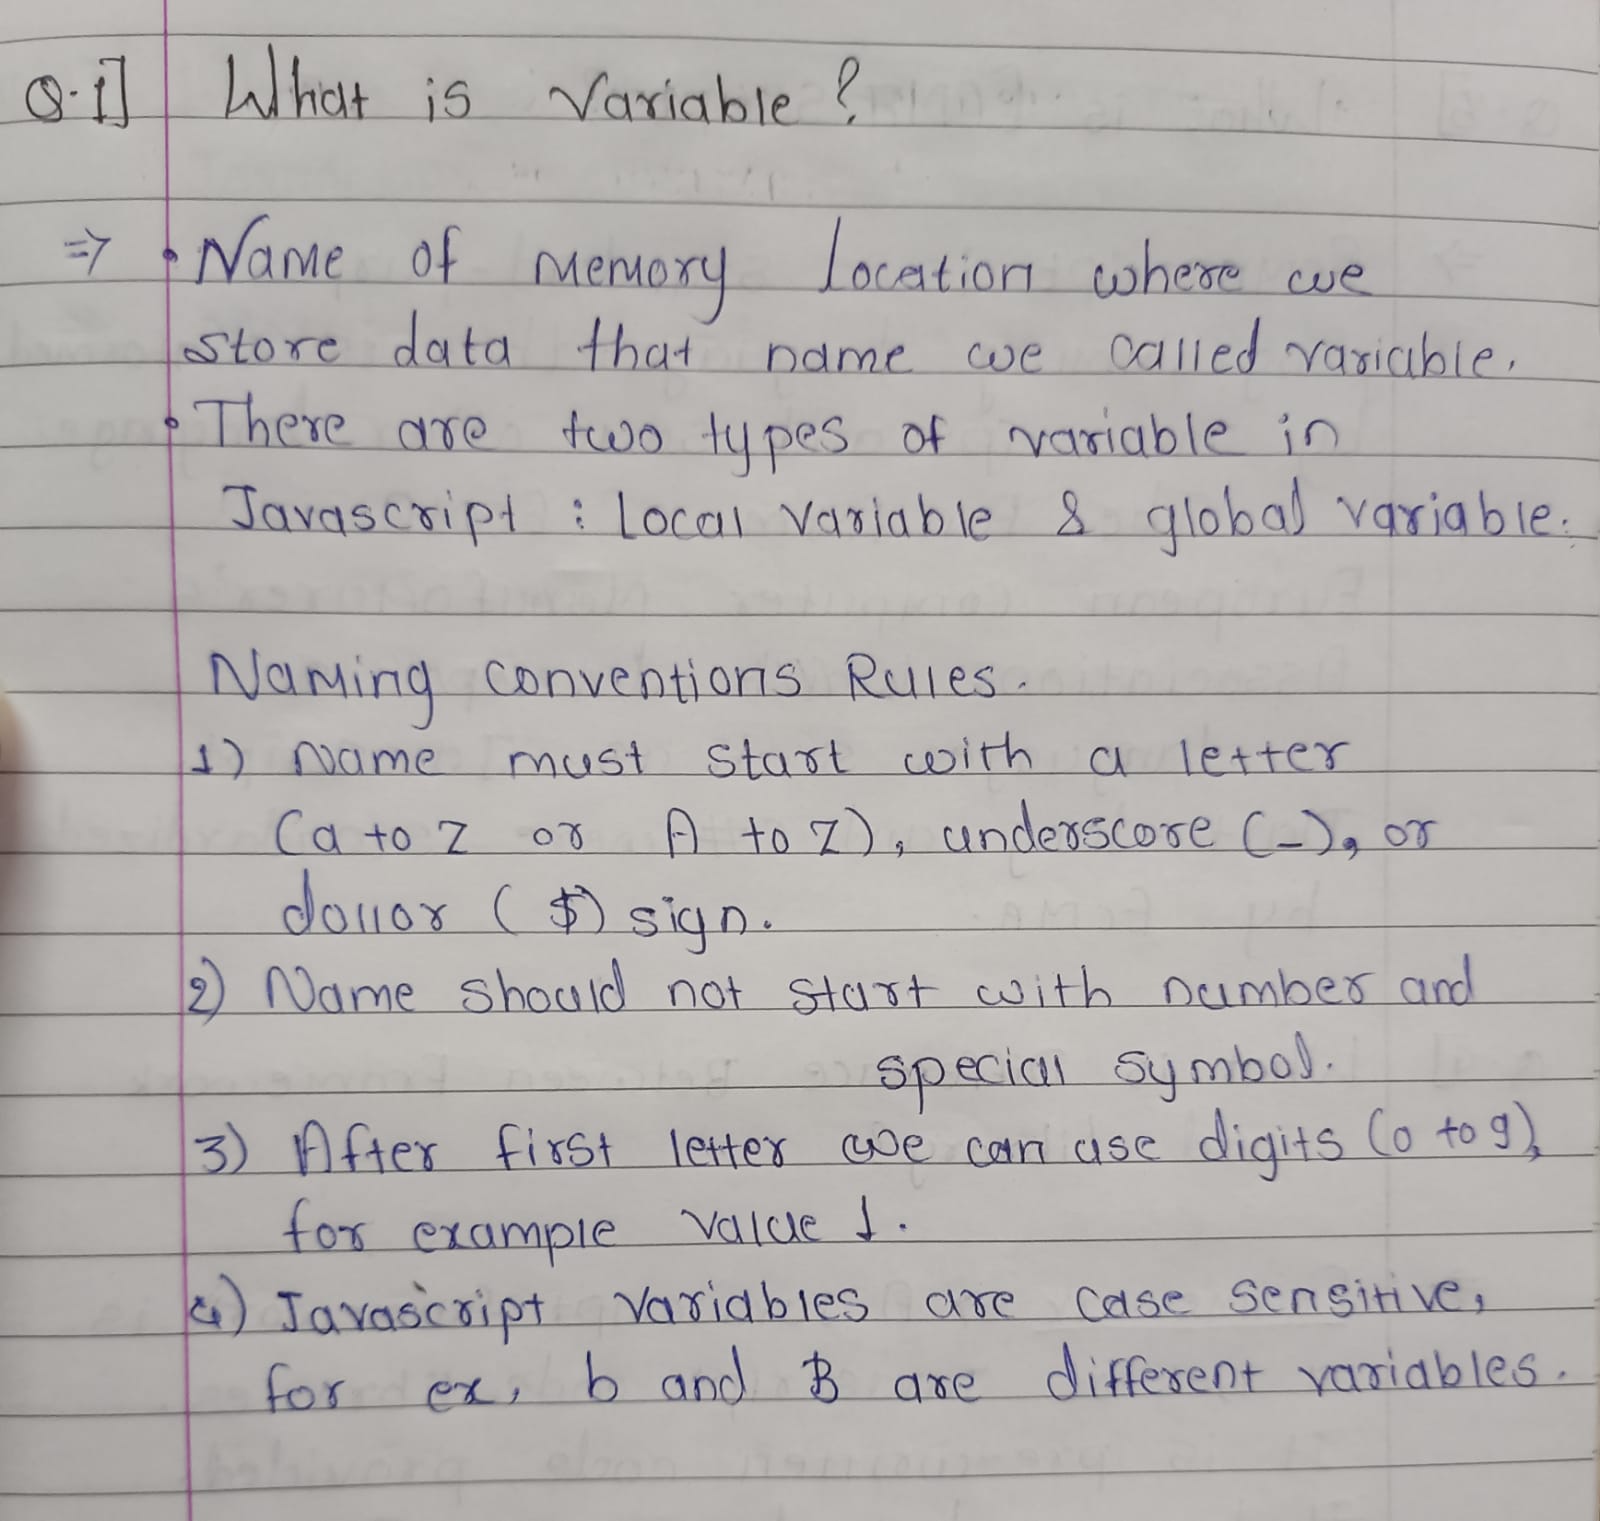 Q.1] What is Variable ?
⇒ • Name of memory location where we
store data that name we called variable.
• There are two types of variable in
Javascript : Local variable & global variable.
Naming conventions Rules.
1) Name must start with a letter
(a to z or A to Z), underscore (_), or
dollor ($) sign.
2) Name should not start with number and
special symbol.
3) After first letter we can use digits (0 to 9),
for example value 1.
4) Javascript variables are case sensitive,
for ex, b and B are different variables.